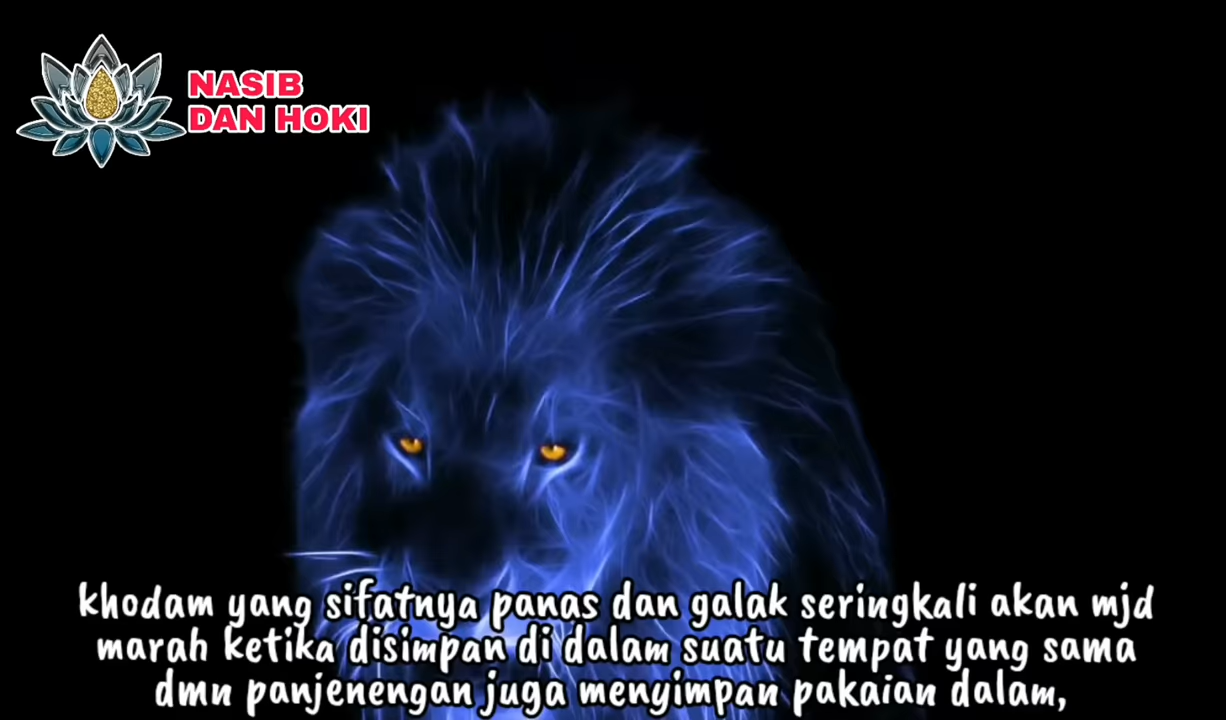 NASIB
DAN HOKI
khodam yang sifatnya panas dan galak seringkali akan mjd
marah ketika disimpan di dalam suatu tempat yang sama
dmn panjenengan juga menyimpan pakaian dalam,